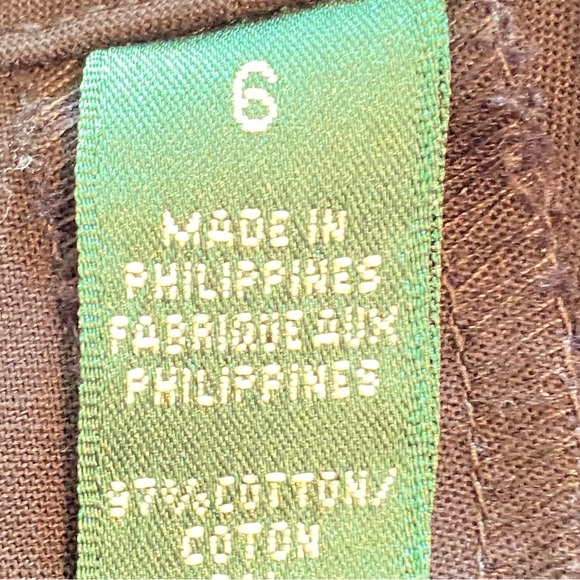 6
MADE IN
PHILIPPINES
FABRIQUE AUX
PHILIPPINES
97% COTTON/
COTON